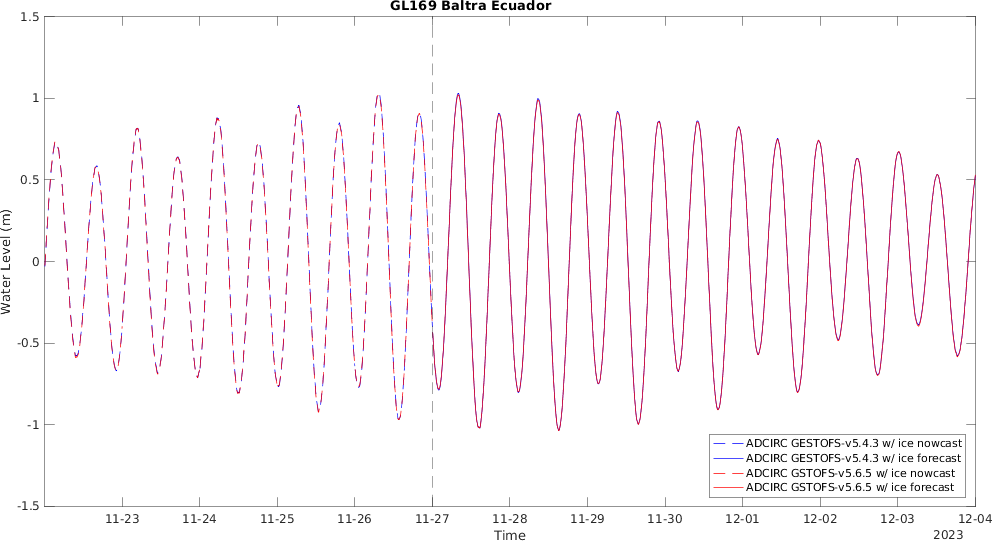 GL169 Baltra Ecuador
1.5
1
0.5
0
-0.5
-1
-1.5
Water Level (m)
ADCIRC GESTOFS-v5.4.3 w/ ice nowcast
ADCIRC GESTOFS-v5.4.3 w/ ice forecast
ADCIRC GSTOFS-v5.6.5 w/ ice nowcast
ADCIRC GSTOFS-v5.6.5 w/ ice forecast
11-23 11-24 11-25 11-26 11-27 11-28 11-29 11-30 12-01 12-02 12-03 12-04
Time
2023